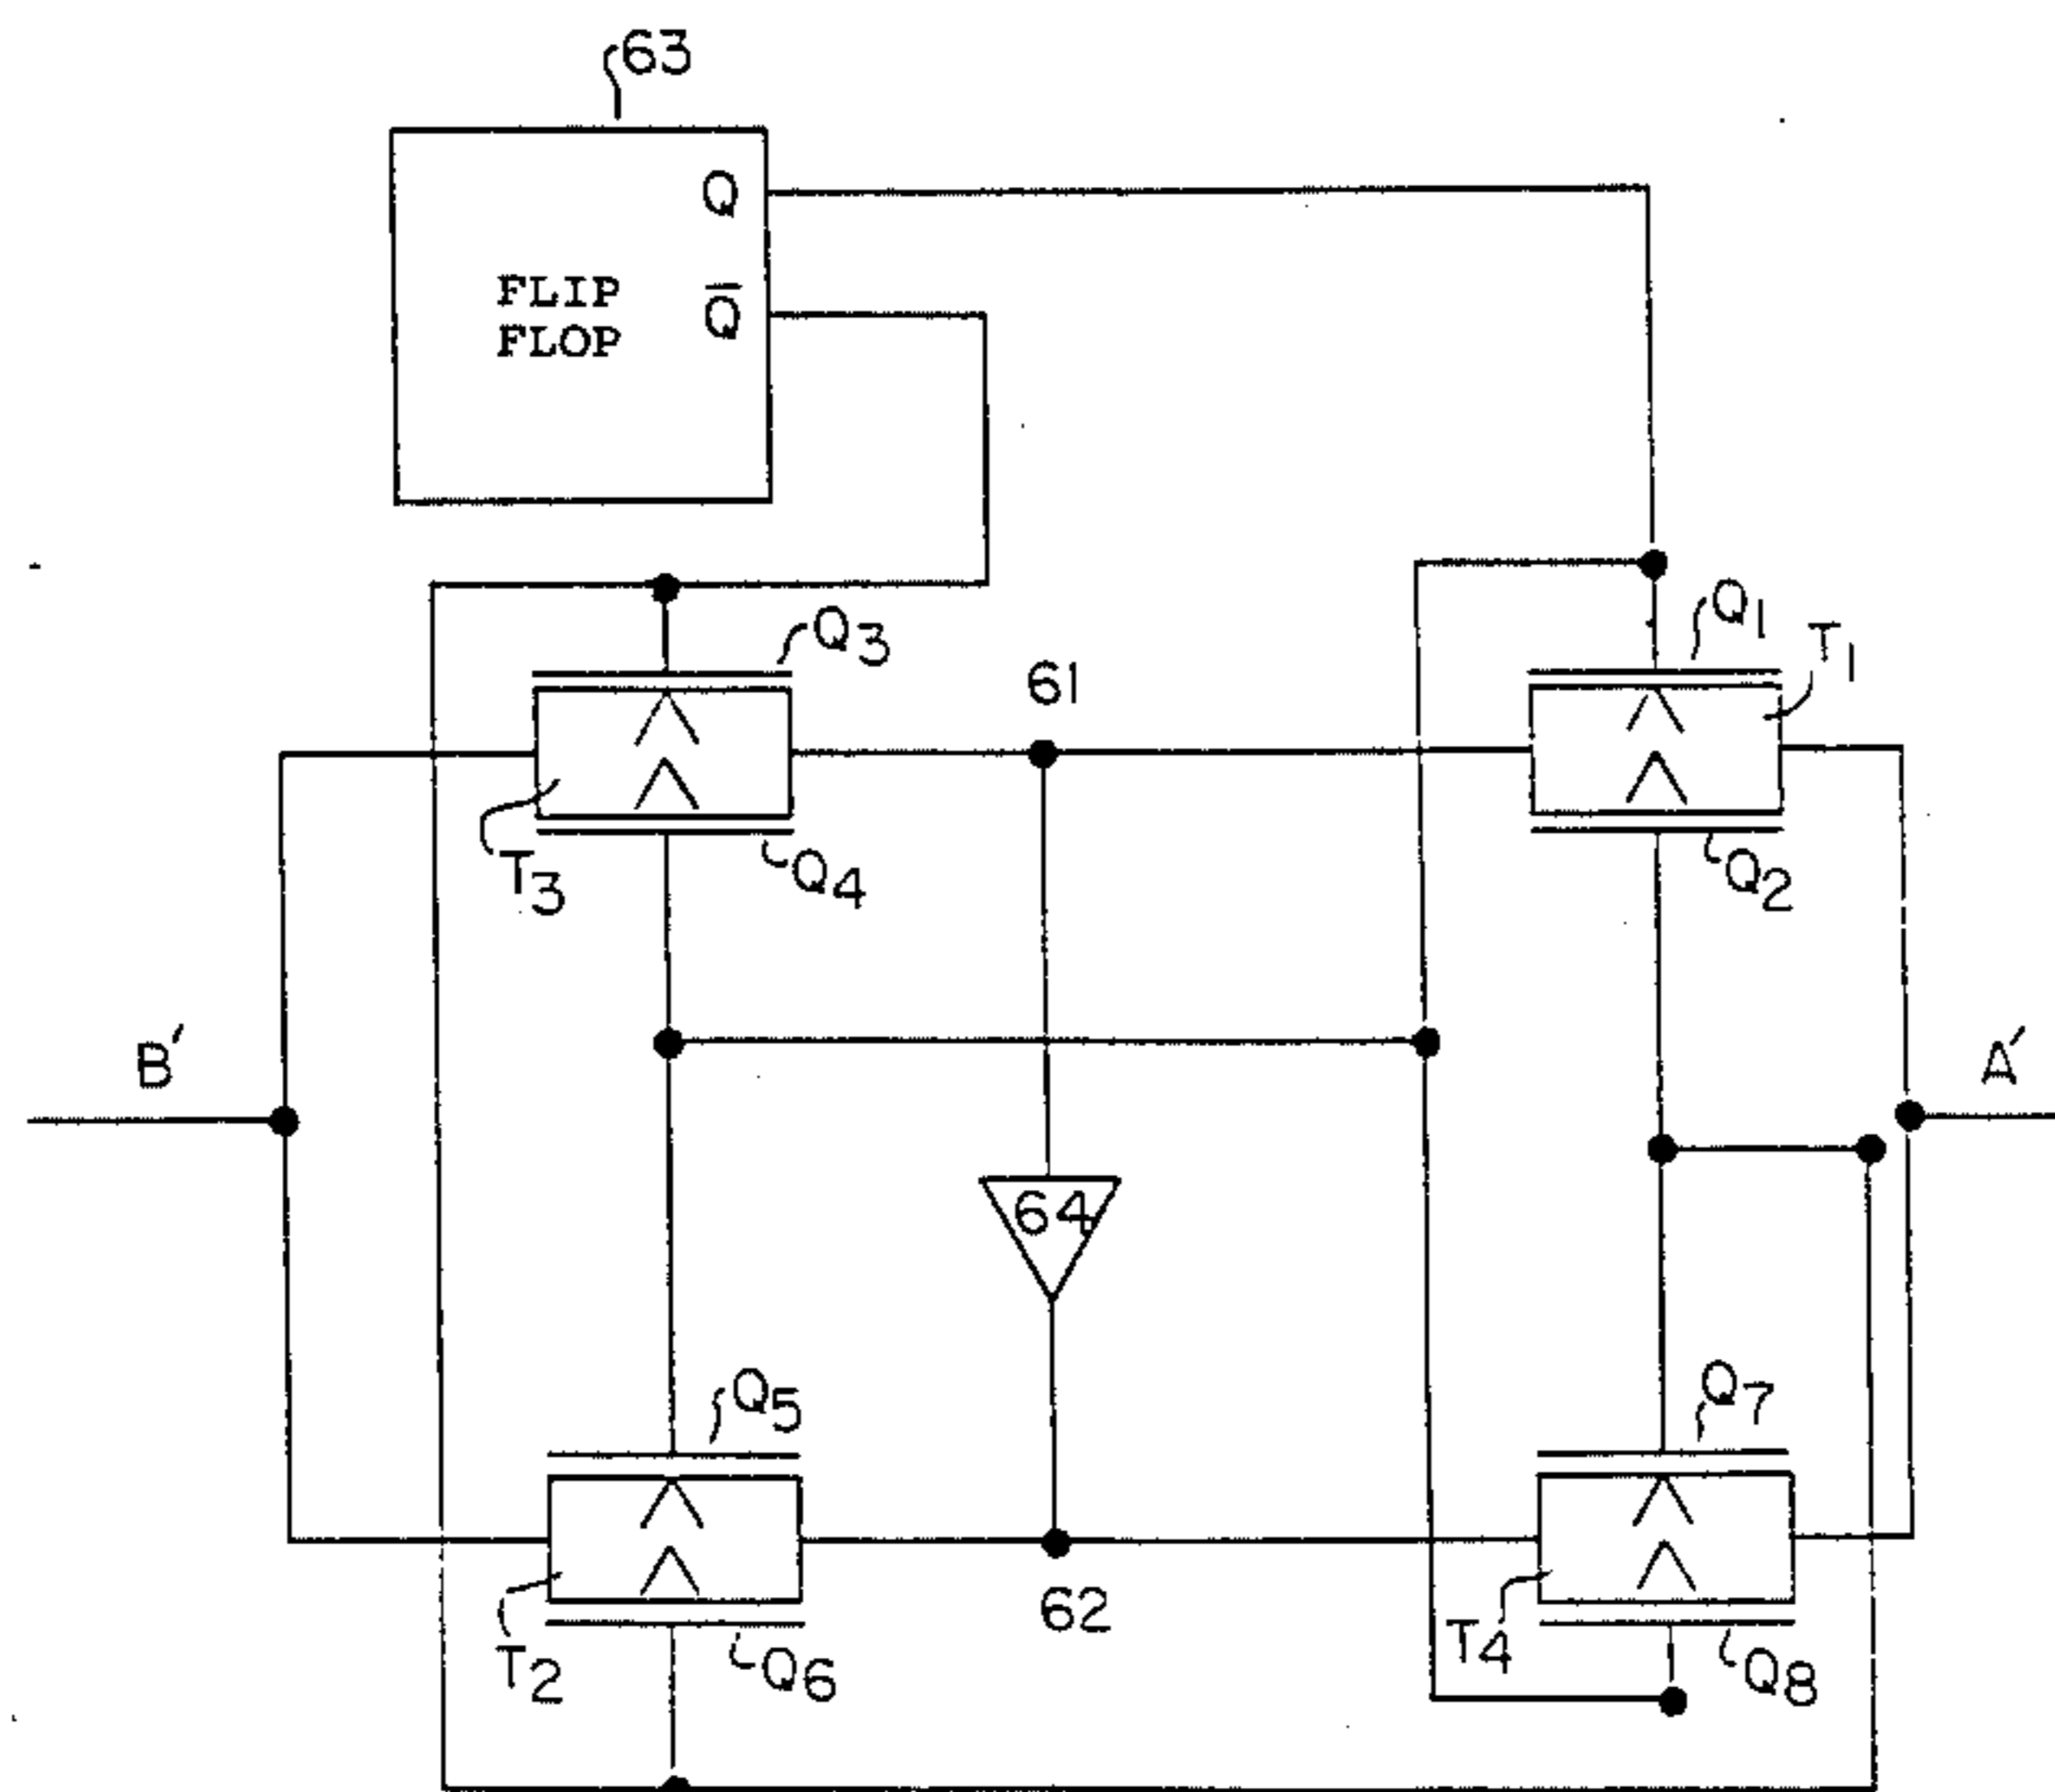 63
Q
Q̅
FLIP
FLOP
Q1
T1
Q3
61
T3
Q4
Q2
B′
A′
64
Q5
Q7
62
T2
Q6
T4
Q8